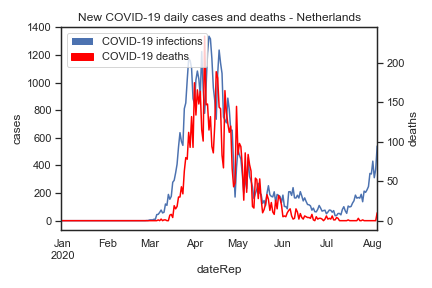 New COVID-19 daily cases and deaths - Netherlands
COVID-19 infections
COVID-19 deaths
1400
1200
1000
800
600
400
200
0
cases
200
150
100
50
0
deaths
Jan Feb Mar Apr May Jun Jul Aug
2020
dateRep